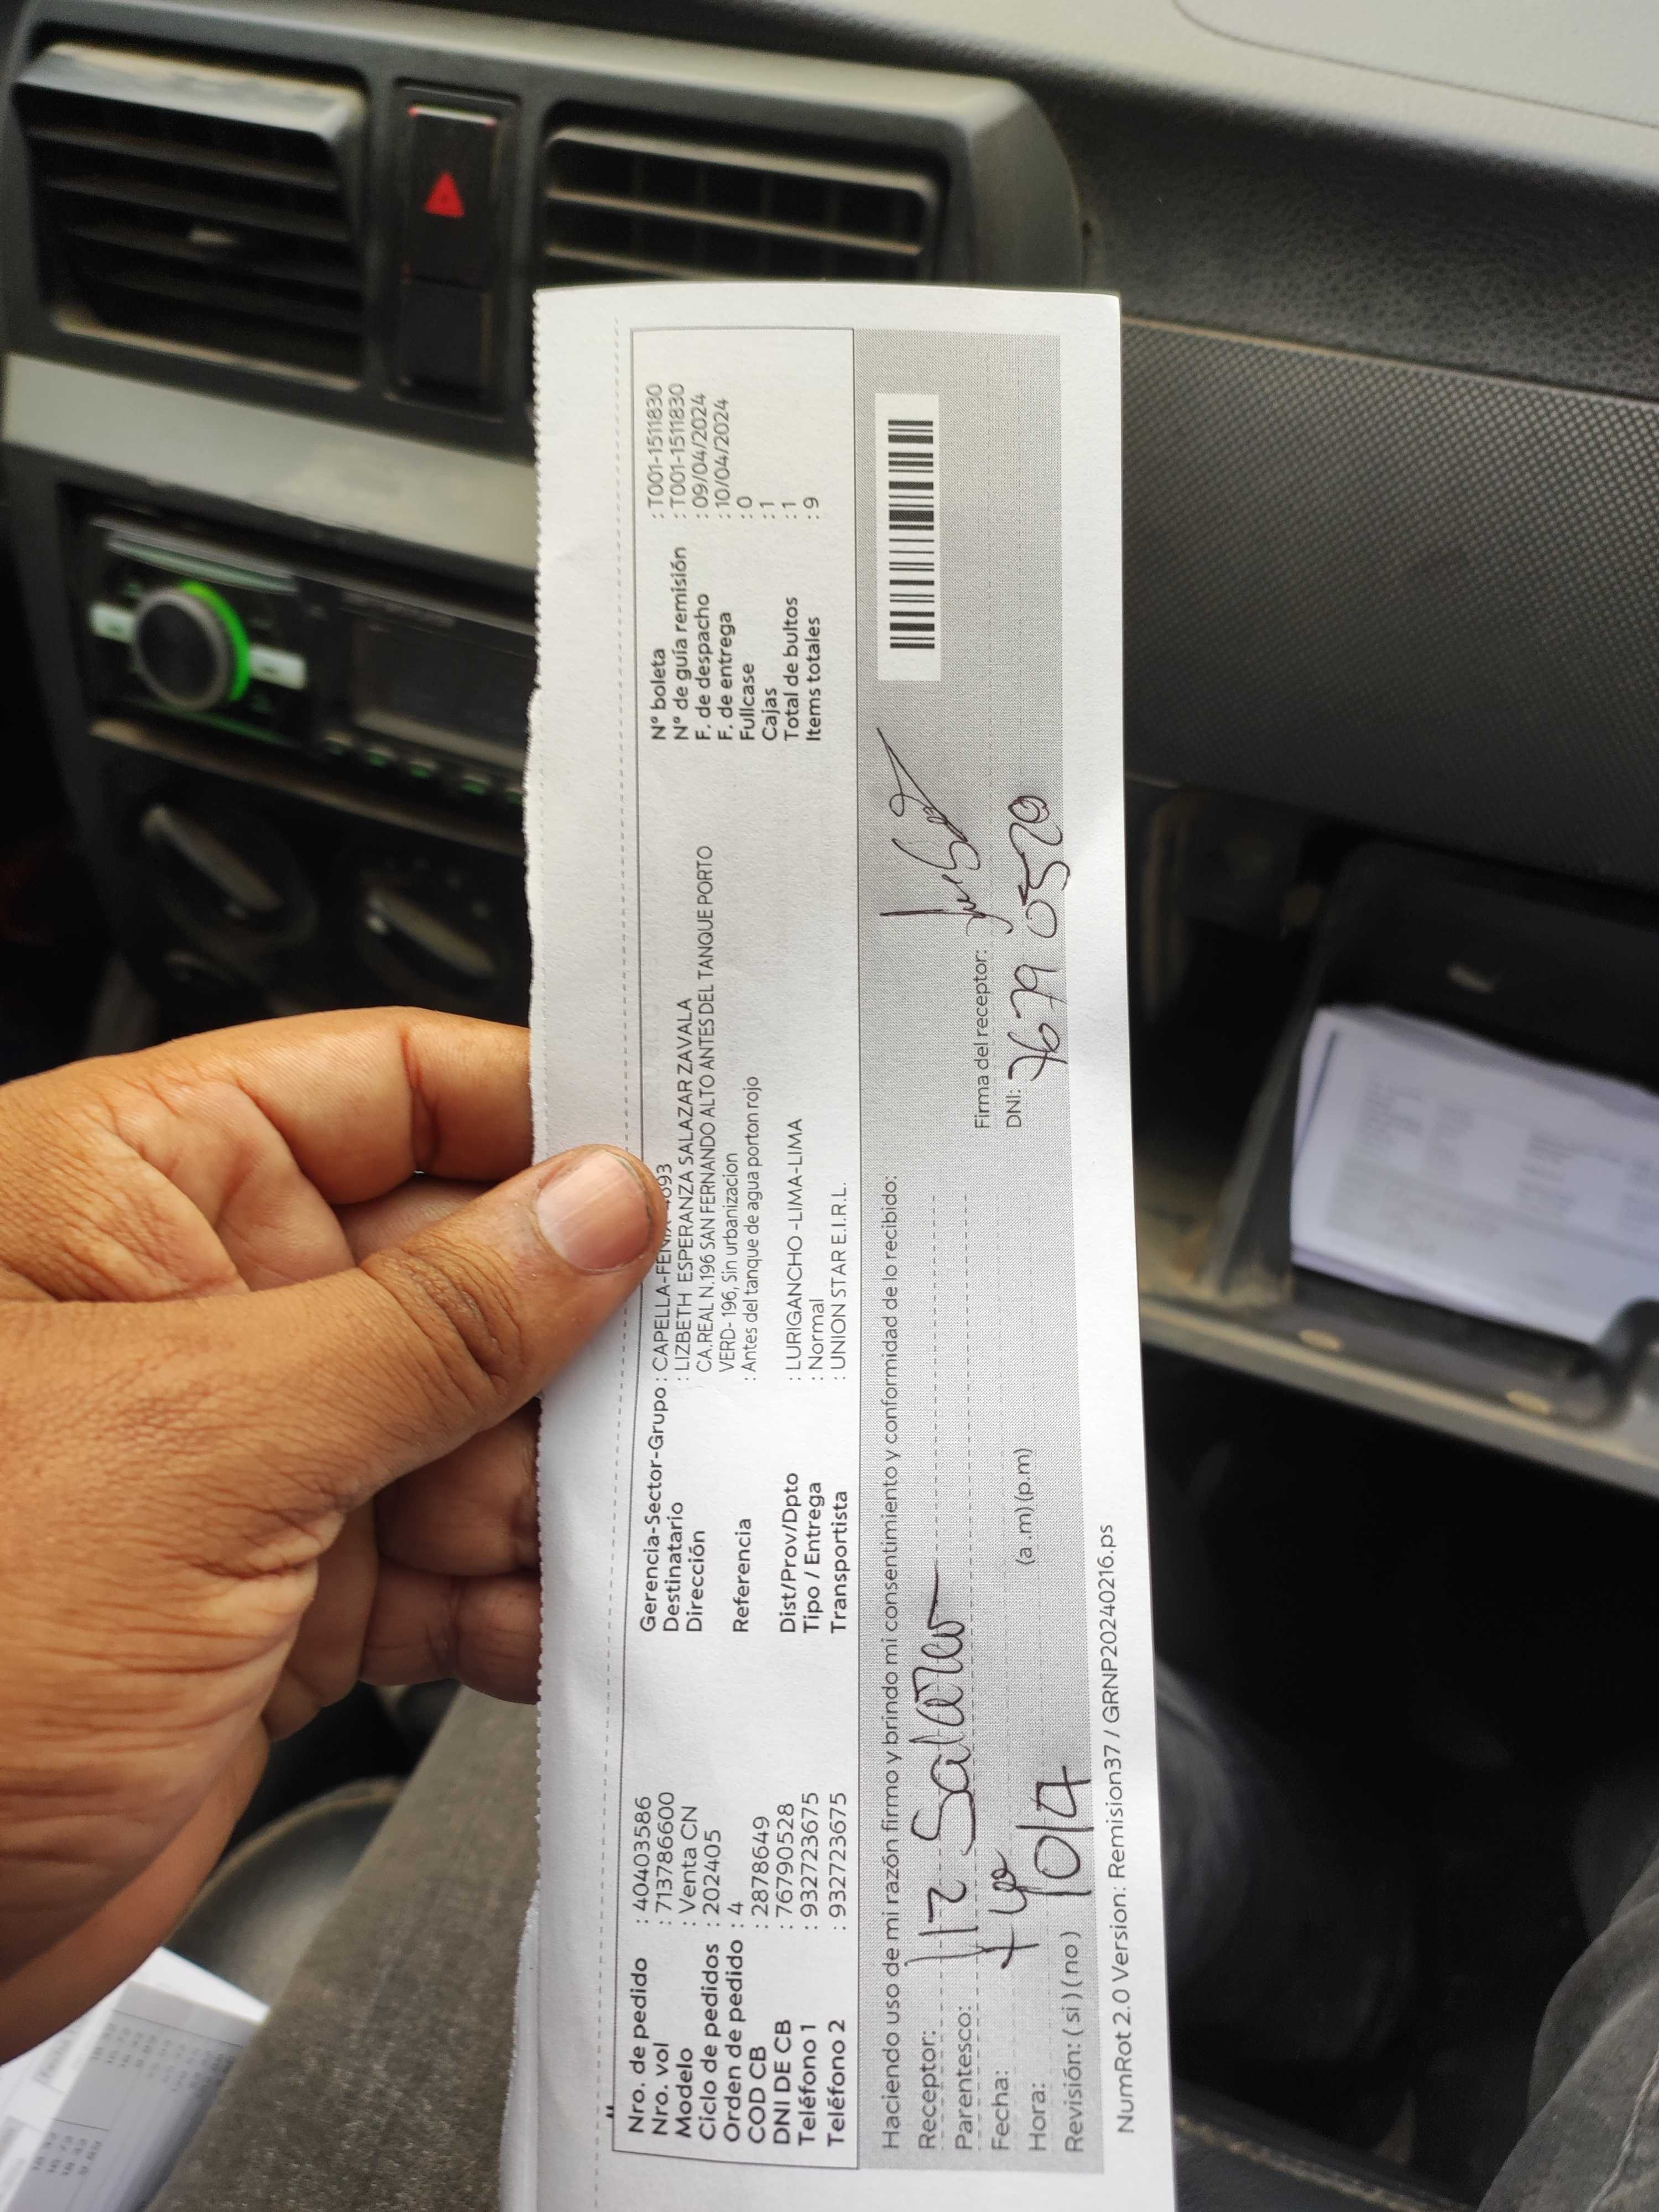 Nro. de pedido : 40403586
Nro. vol : 713786600
Modelo : Venta CN
Ciclo de pedidos : 202405
Orden de pedido : 4
COD CB : 2878649
DNI DE CB : 76790528
Teléfono 1 : 932723675
Teléfono 2 : 932723675
Gerencia-Sector-Grupo : CAPELLA-
Destinatario : LIZBETH ESPERANZA SALAZAR ZAVALA
Dirección CA.REAL N.196 SAN FERNANDO ALTO ANTES DEL TANQUE PORTO
VERD- 196, Sin urbanizacion
Referencia : Antes del tanque de agua porton rojo
Dist/Prov/Dpto : LURIGANCHO -LIMA-LIMA
Tipo / Entrega : Normal
Transportista : UNION STAR E.I.R.L.
N° boleta : T001-1511830
N° de guía remisión : T001-1511830
F. de despacho : 09/04/2024
F. de entrega : 10/04/2024
Fullcase : 0
Cajas : 1
Total de bultos : 1
Items totales : 9
Haciendo uso de mi razón firmo y brindo mi consentimiento y conformidad de lo recibido:
Receptor: Salazar
Parentesco:
Fecha:
Hora: 10/4 (a .m) (p.m)
Revisión: ( si ) ( no )
Firma del receptor:
DNI: 76790520
NumRot 2.0 Version: Remision37 / GRNP20240216.ps